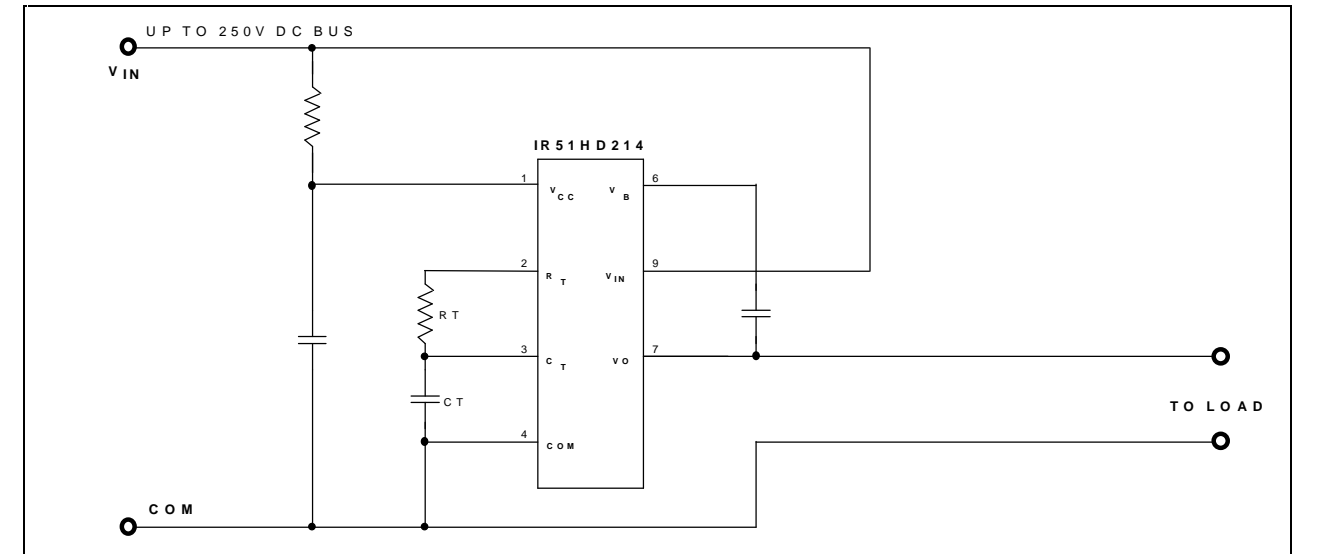 UP TO 250V DC BUS
VIN
IR51HD214
1
6
VCC
VB
2
9
RT
VIN
RT
3
7
CT
VO
CT
TO LOAD
4
COM
COM